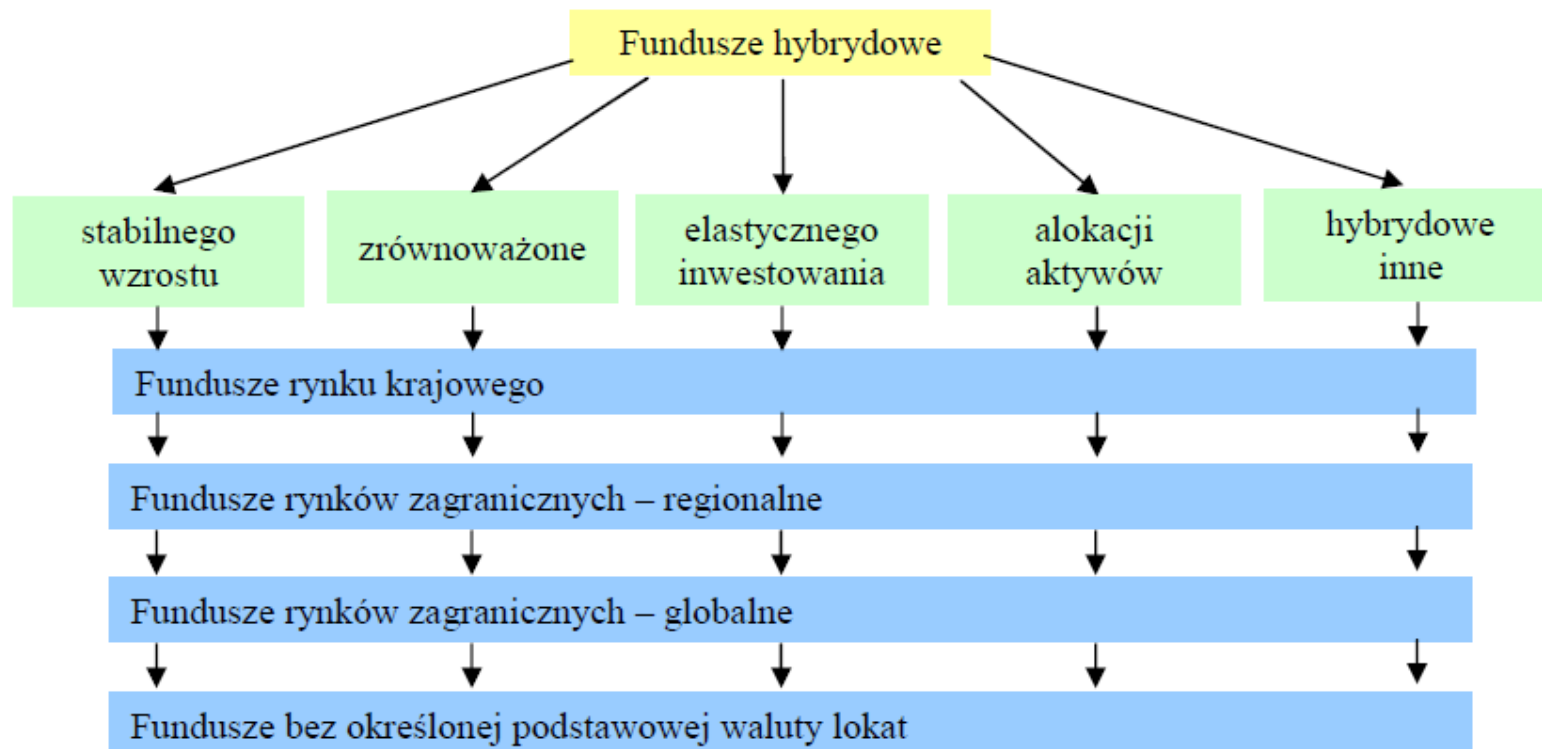 Fundusze hybrydowe
stabilnego
wzrostu
zrównoważone
elastycznego
inwestowania
alokacji
aktywów
hybrydowe
inne
Fundusze rynku krajowego
Fundusze rynków zagranicznych – regionalne
Fundusze rynków zagranicznych – globalne
Fundusze bez określonej podstawowej waluty lokat